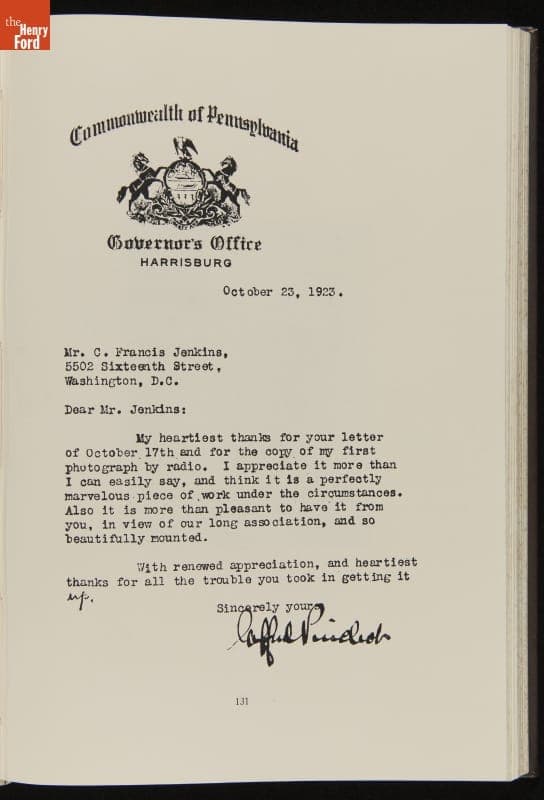 the
Henry
Ford
Commonwealth of Pennsylvania
Governor's Office
HARRISBURG
October 23, 1923.
Mr. C. Francis Jenkins,
5502 Sixteenth Street,
Washington, D.C.
Dear Mr. Jenkins:
My heartiest thanks for your letter
of October 17th and for the copy of my first
photograph by radio. I appreciate it more than
I can easily say, and think it is a perfectly
marvelous piece of work under the circumstances.
Also it is more than pleasant to have it from
you, in view of our long association, and so
beautifully mounted.
With renewed appreciation, and heartiest
thanks for all the trouble you took in getting it
up.
Sincerely yours,
Gifford Pinchot
131